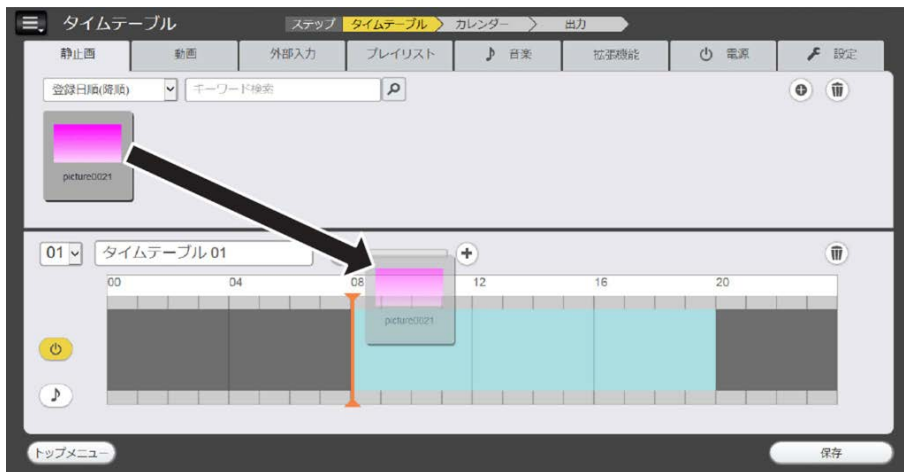 タイムテーブル
ステップ タイムテーブル カレンダー 出力
静止画 動画 外部入力 プレイリスト 音楽 拡張機能 電源 設定
登録日順(降順) キーワード検索
picture0021
01 タイムテーブル 01
00 04 08 12 16 20
picture0021
トップメニュー 保存